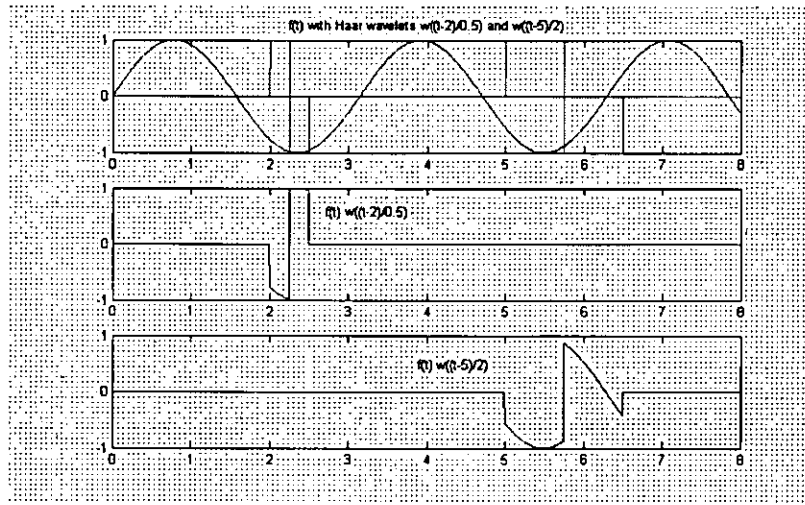 f(t) with Haar wavelets w((t-2)/0.5) and w((t-5)/2)
1
0
-1
0 1 2 3 4 5 6 7 8
1
f(t) w((t-2)/0.5)
0
-1
0 1 2 3 4 5 6 7 8
1
f(t) w((t-5)/2)
0
-1
0 1 2 3 4 5 6 7 8